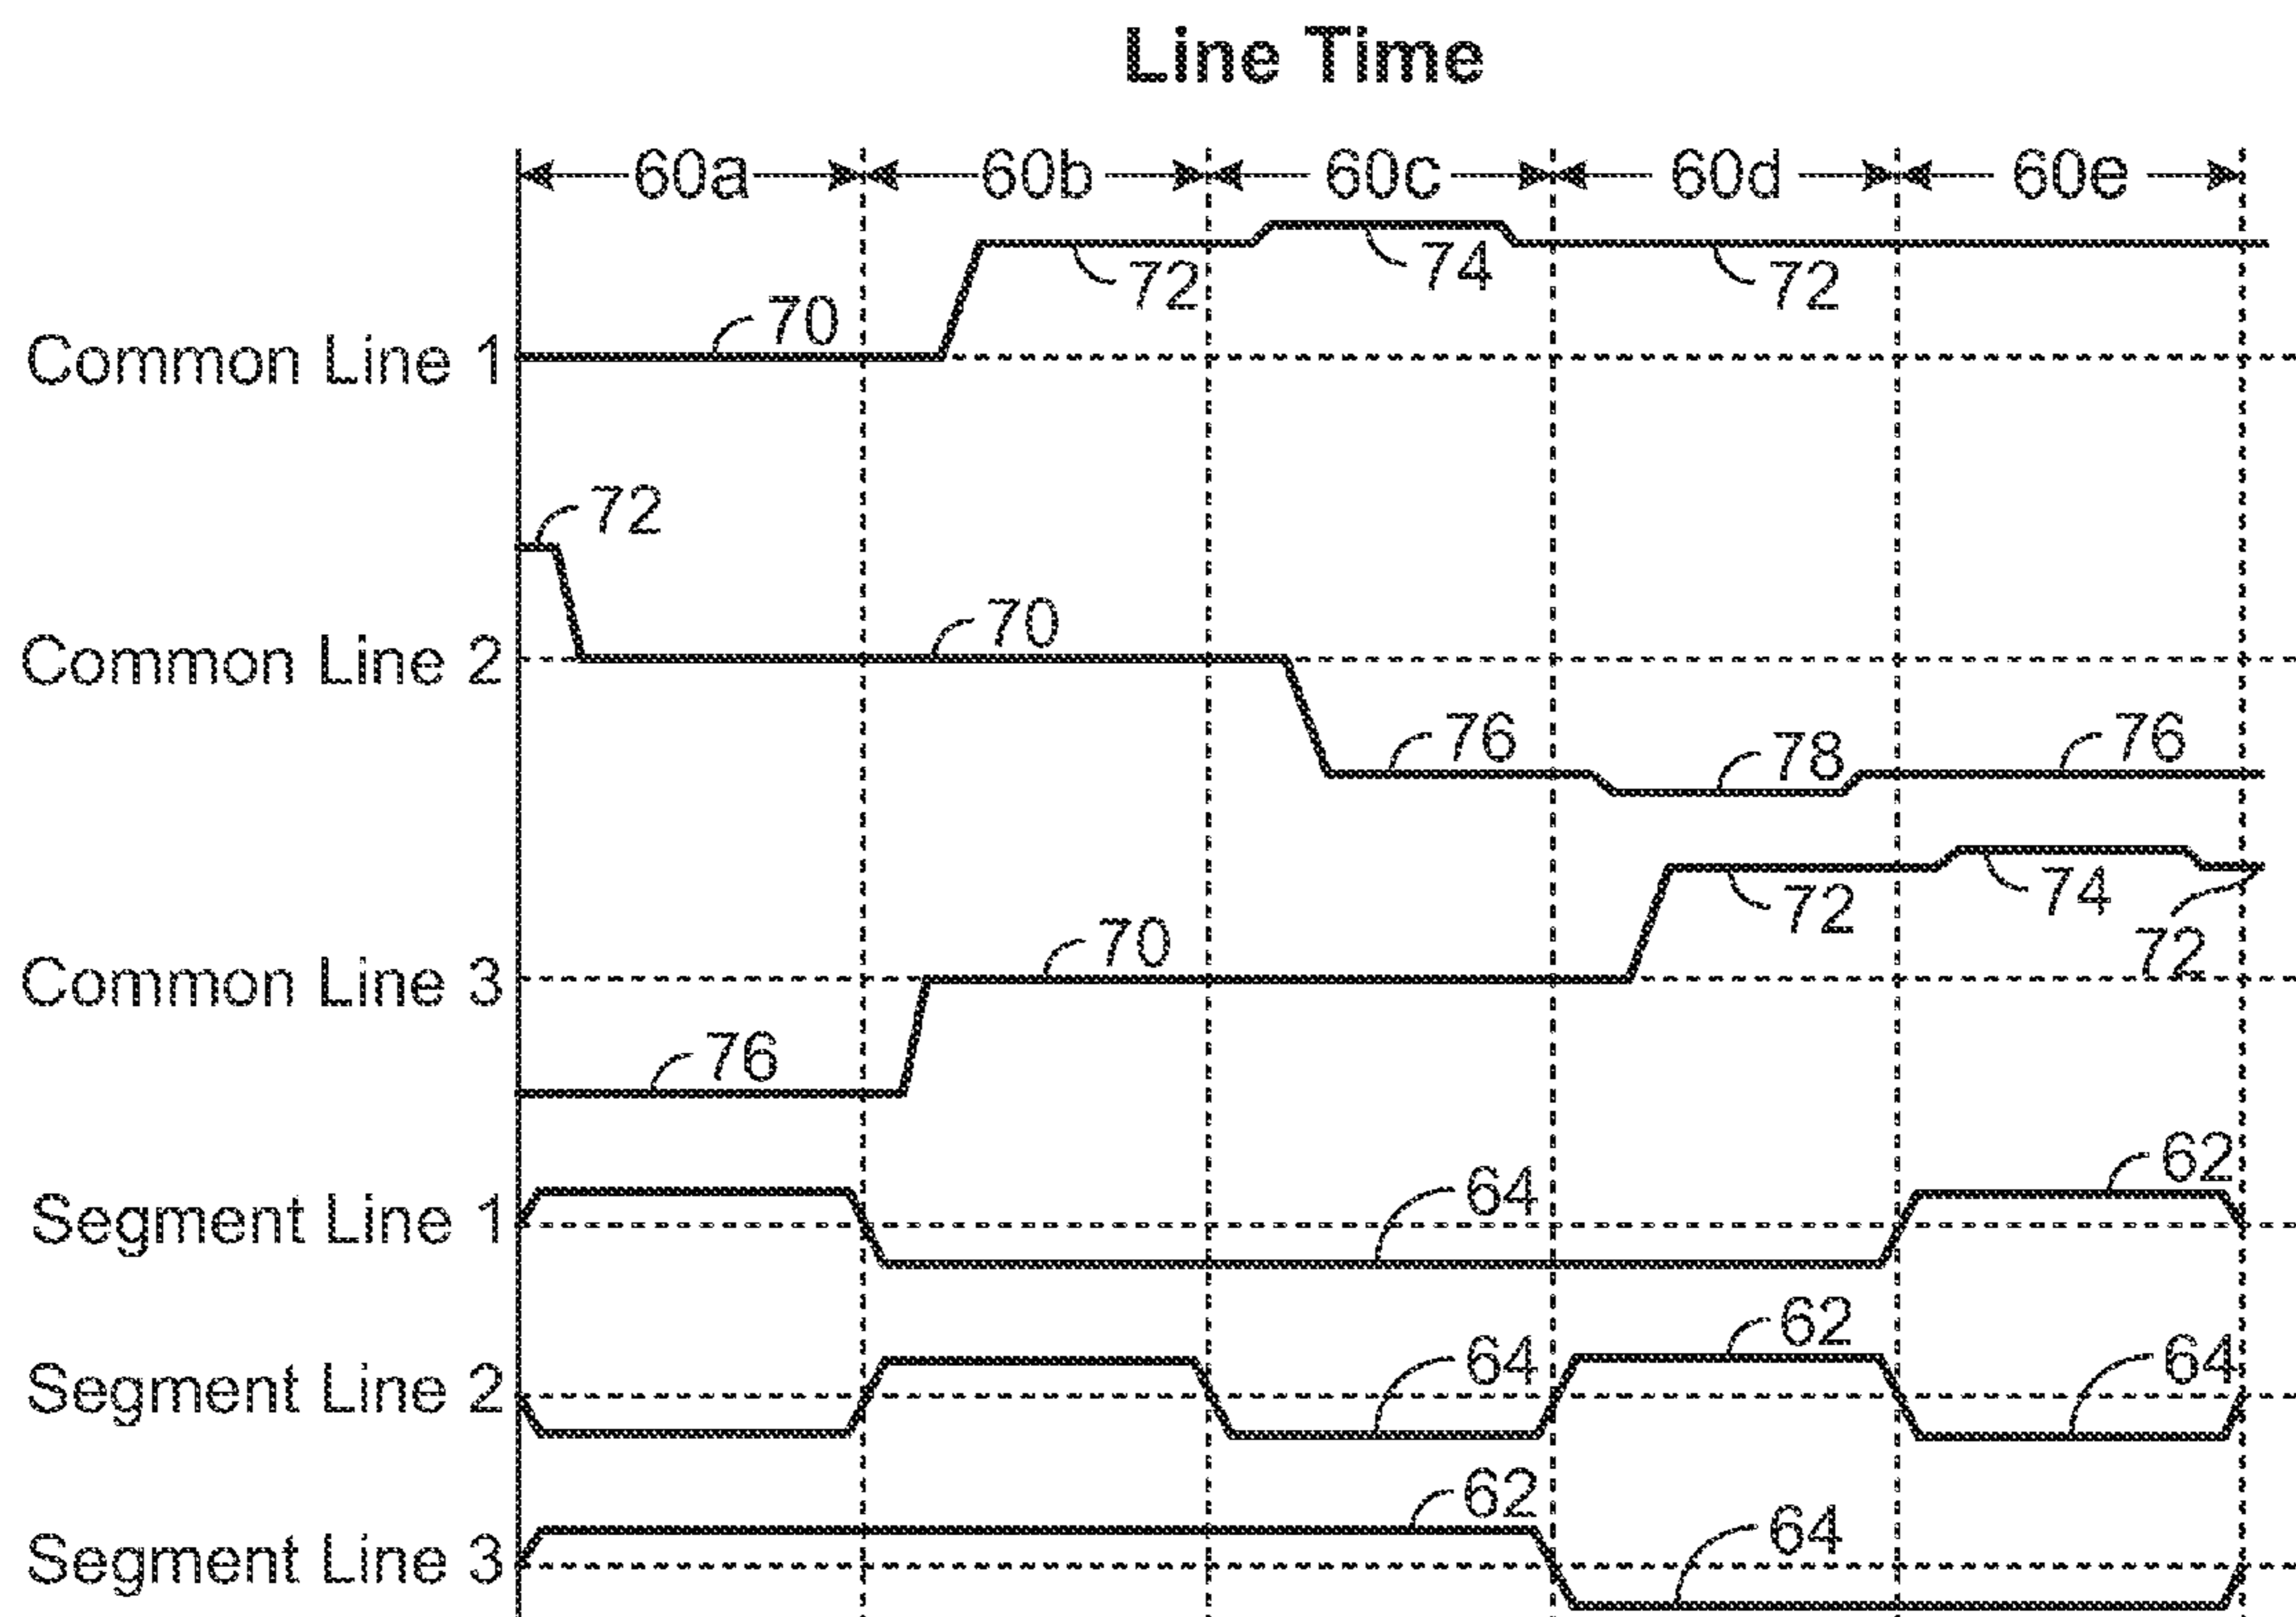 Line Time
60a 60b 60c 60d 60e
72 74 72
70
Common Line 1
72
70
Common Line 2
76 78 76
72 74
70 72
Common Line 3
76
62
64
Segment Line 1
62
64 64
Segment Line 2
62
64
Segment Line 3